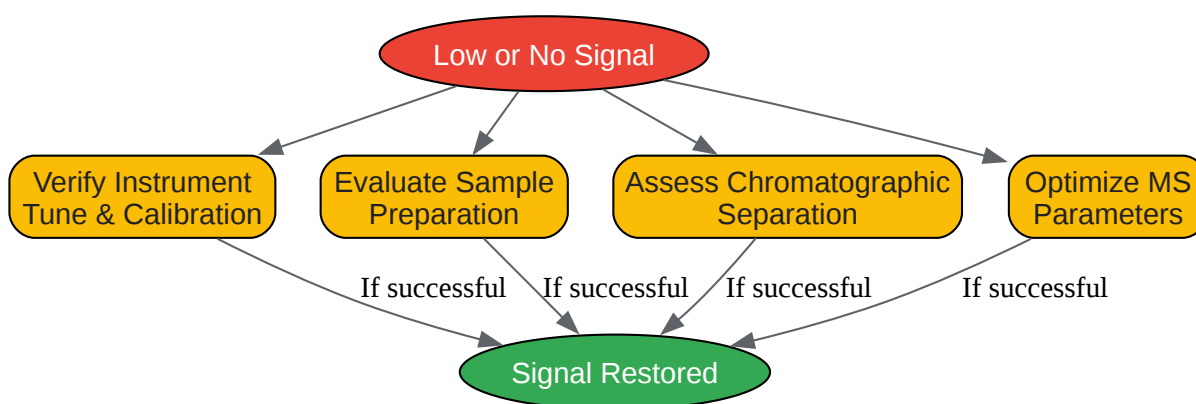 Low or No Signal
Verify Instrument
Tune & Calibration
Evaluate Sample
Preparation
Assess Chromatographic
Separation
Optimize MS
Parameters
If successful
If successful
If successful
If successful
Signal Restored